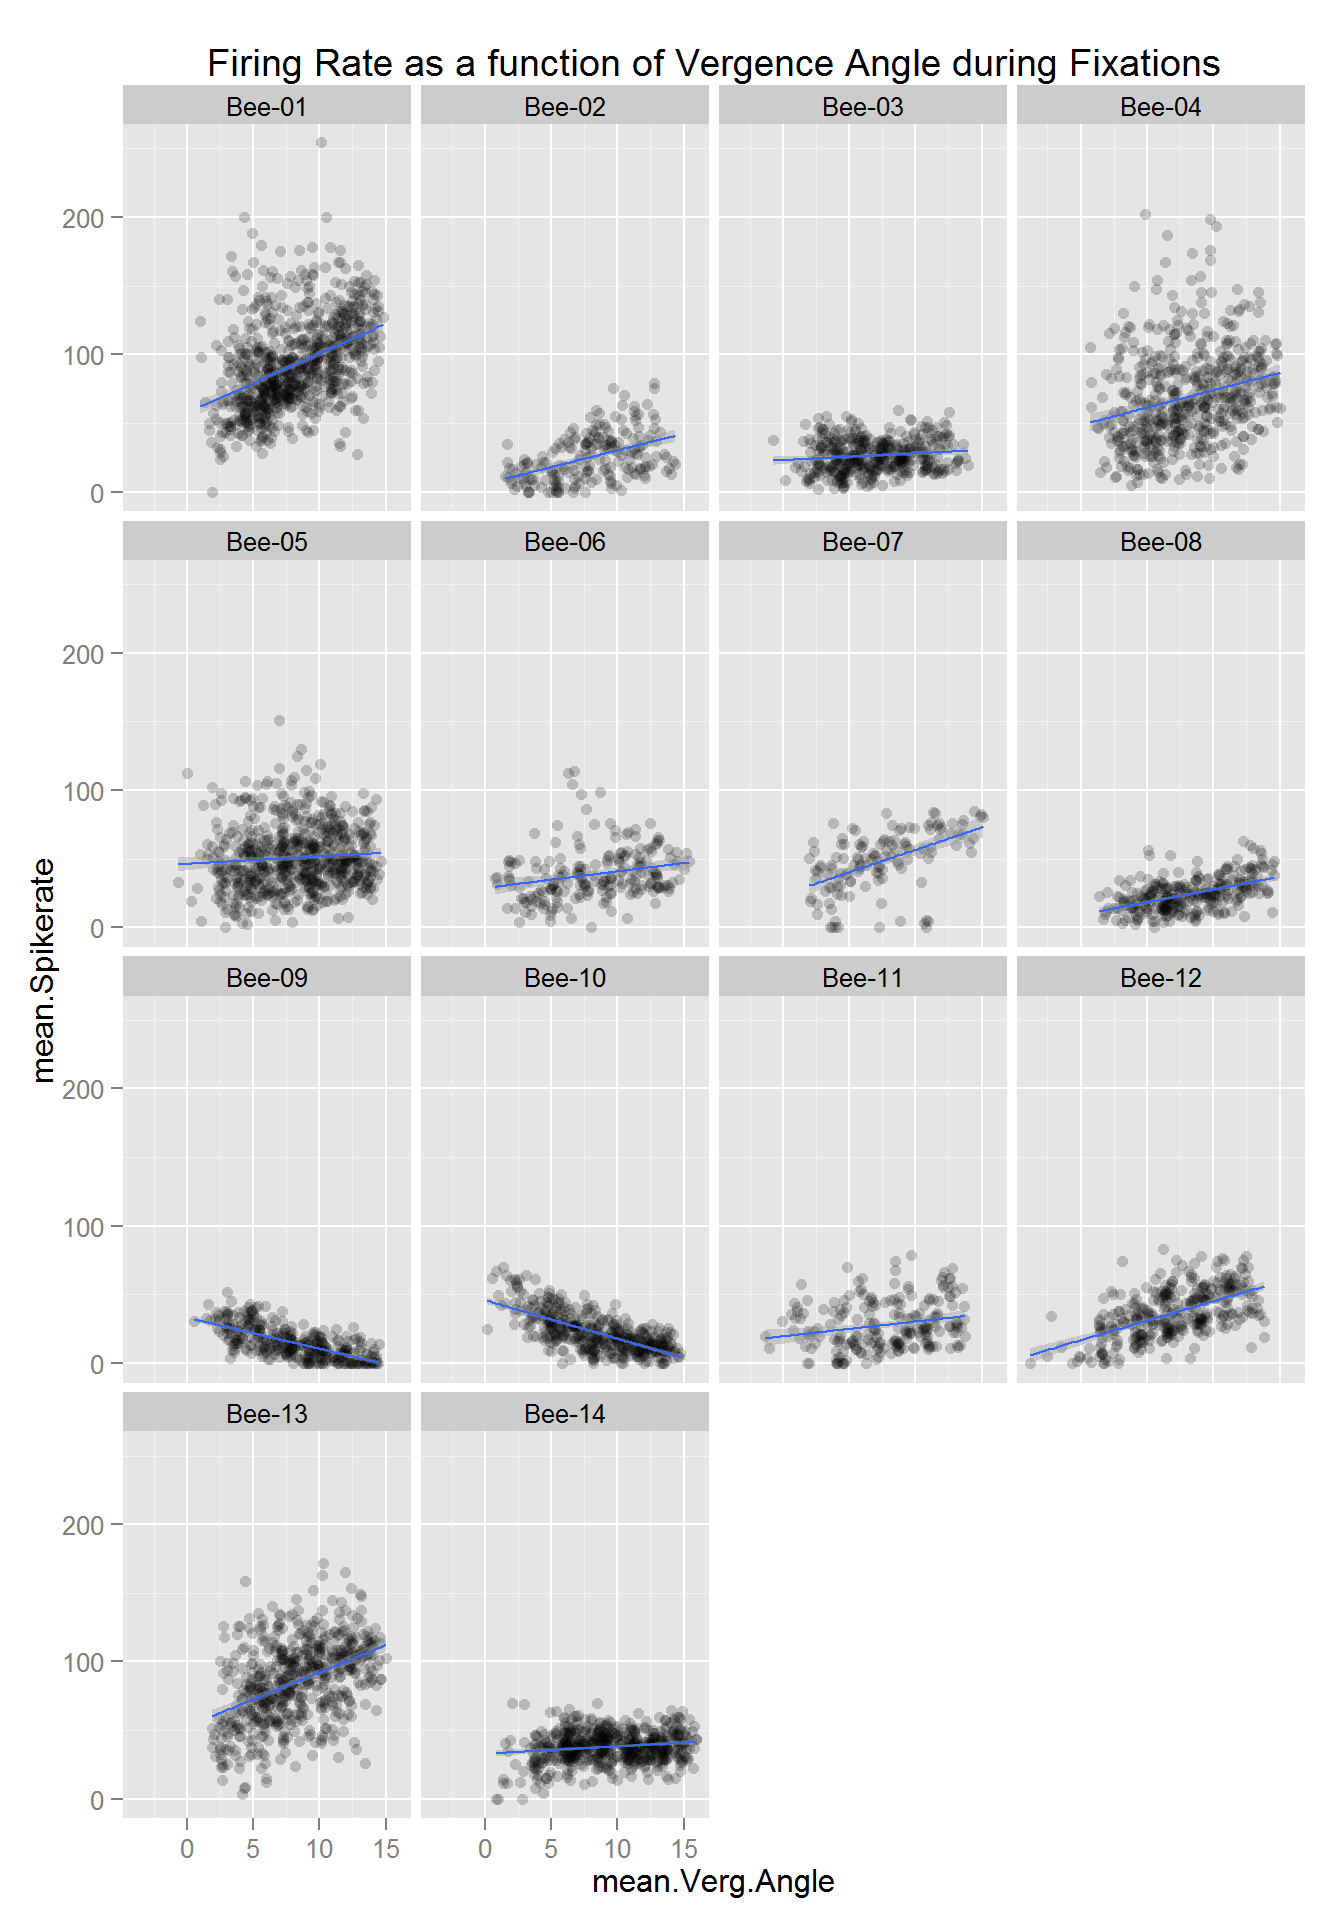 Firing Rate as a function of Vergence Angle during Fixations
Bee-01 Bee-02 Bee-03 Bee-04
200
100
0
Bee-05 Bee-06 Bee-07 Bee-08
200
100
0
mean.Spikerate
Bee-09 Bee-10 Bee-11 Bee-12
200
100
0
Bee-13 Bee-14
200
100
0
0 5 10 15 0 5 10 15
mean.Verg.Angle